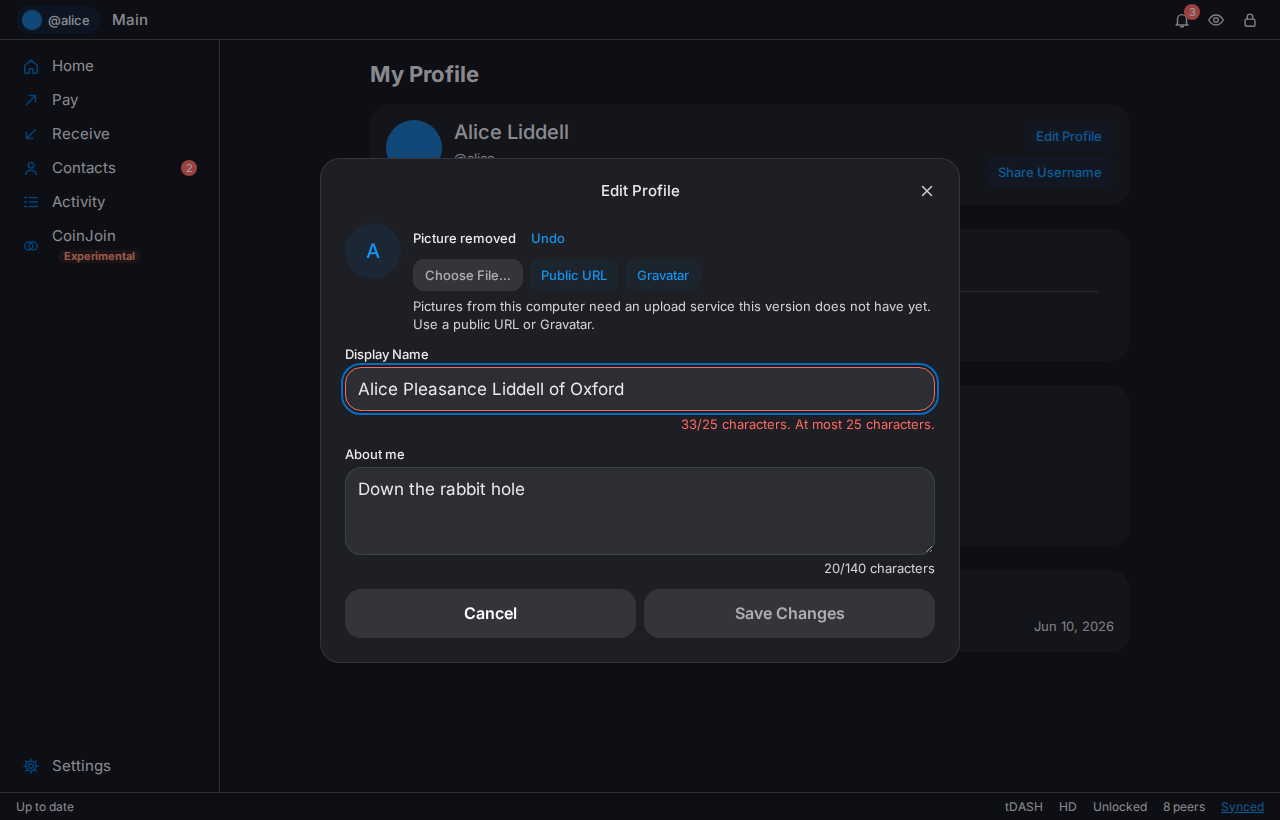 @alice Main 3
Home
Pay
Receive
Contacts 2
Activity
CoinJoin
Experimental
Settings
My Profile
Alice Liddell
@alice
Edit Profile
Share Username
Edit Profile
A
Picture removed Undo
Choose File... Public URL Gravatar
Pictures from this computer need an upload service this version does not have yet.
Use a public URL or Gravatar.
Display Name
Alice Pleasance Liddell of Oxford
33/25 characters. At most 25 characters.
About me
Down the rabbit hole
20/140 characters
Cancel Save Changes
Jun 10, 2026
Up to date tDASH HD Unlocked 8 peers Synced